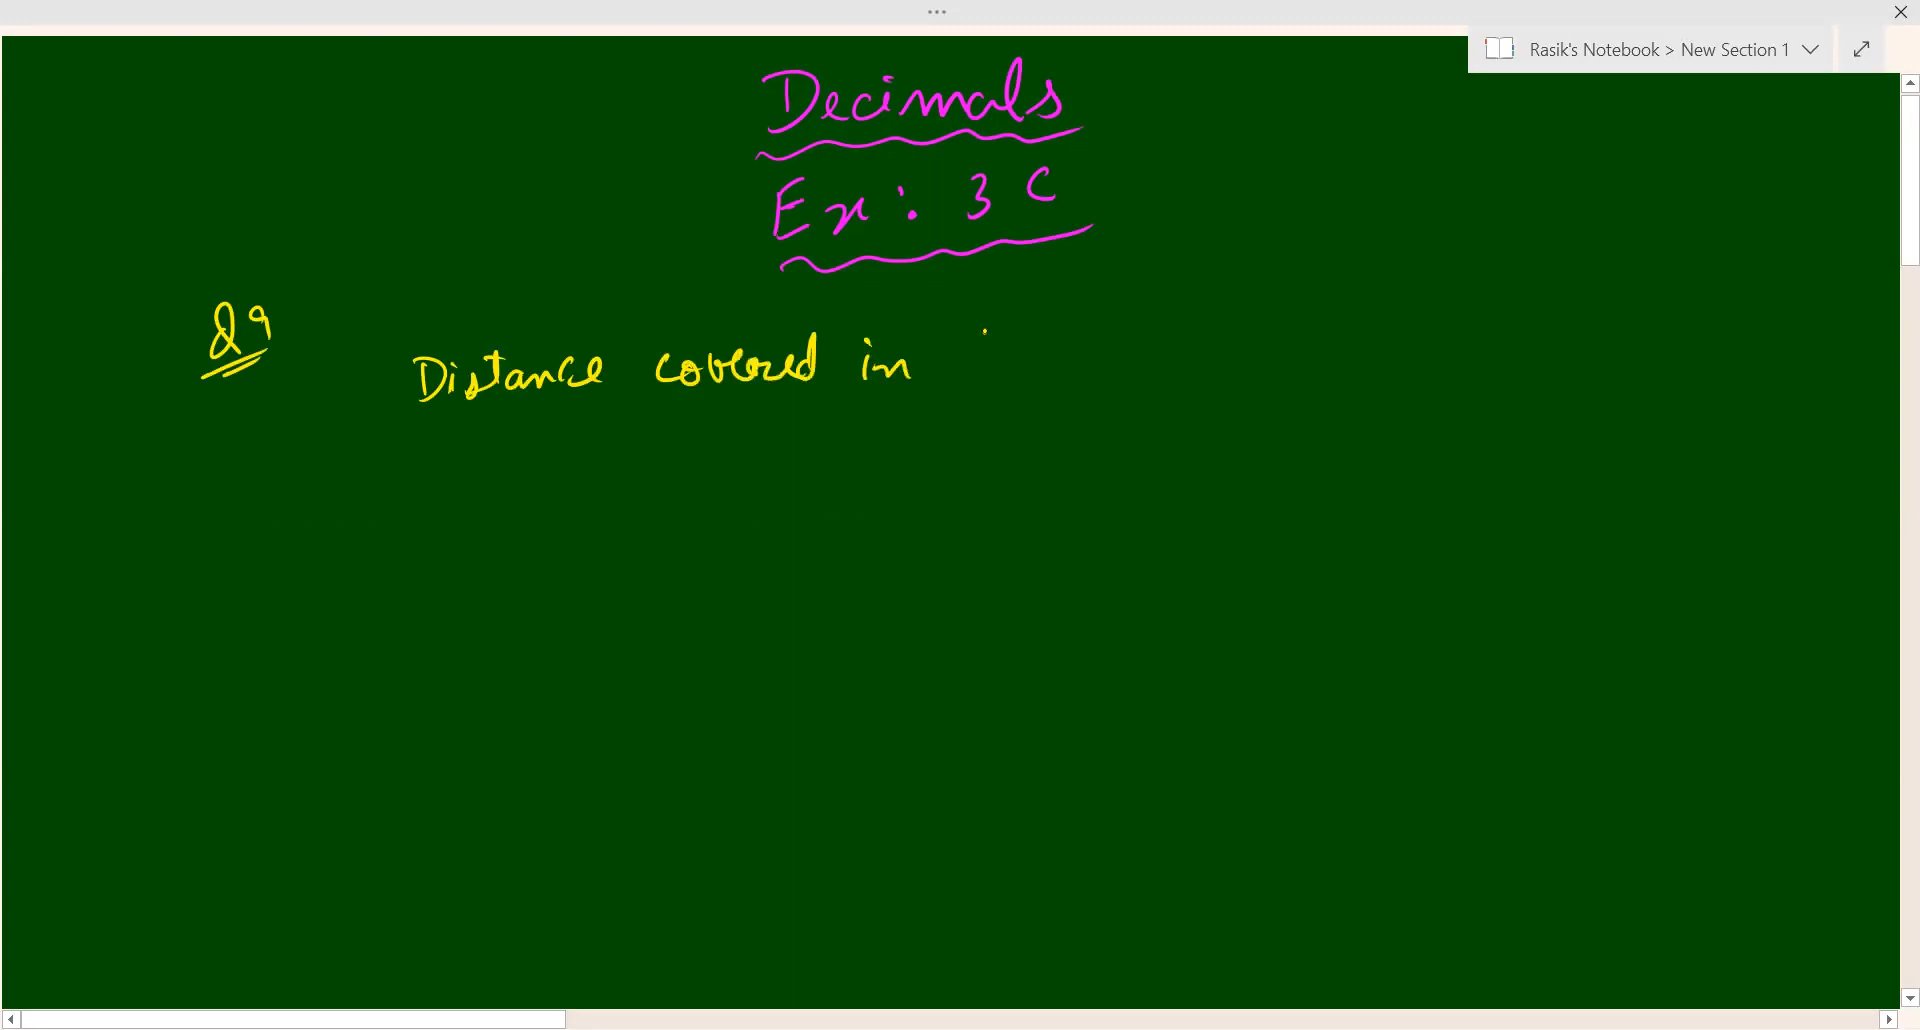 Rasik's Notebook > New Section 1
Decimals
Ex: 3 C
Q9
Distance covered in